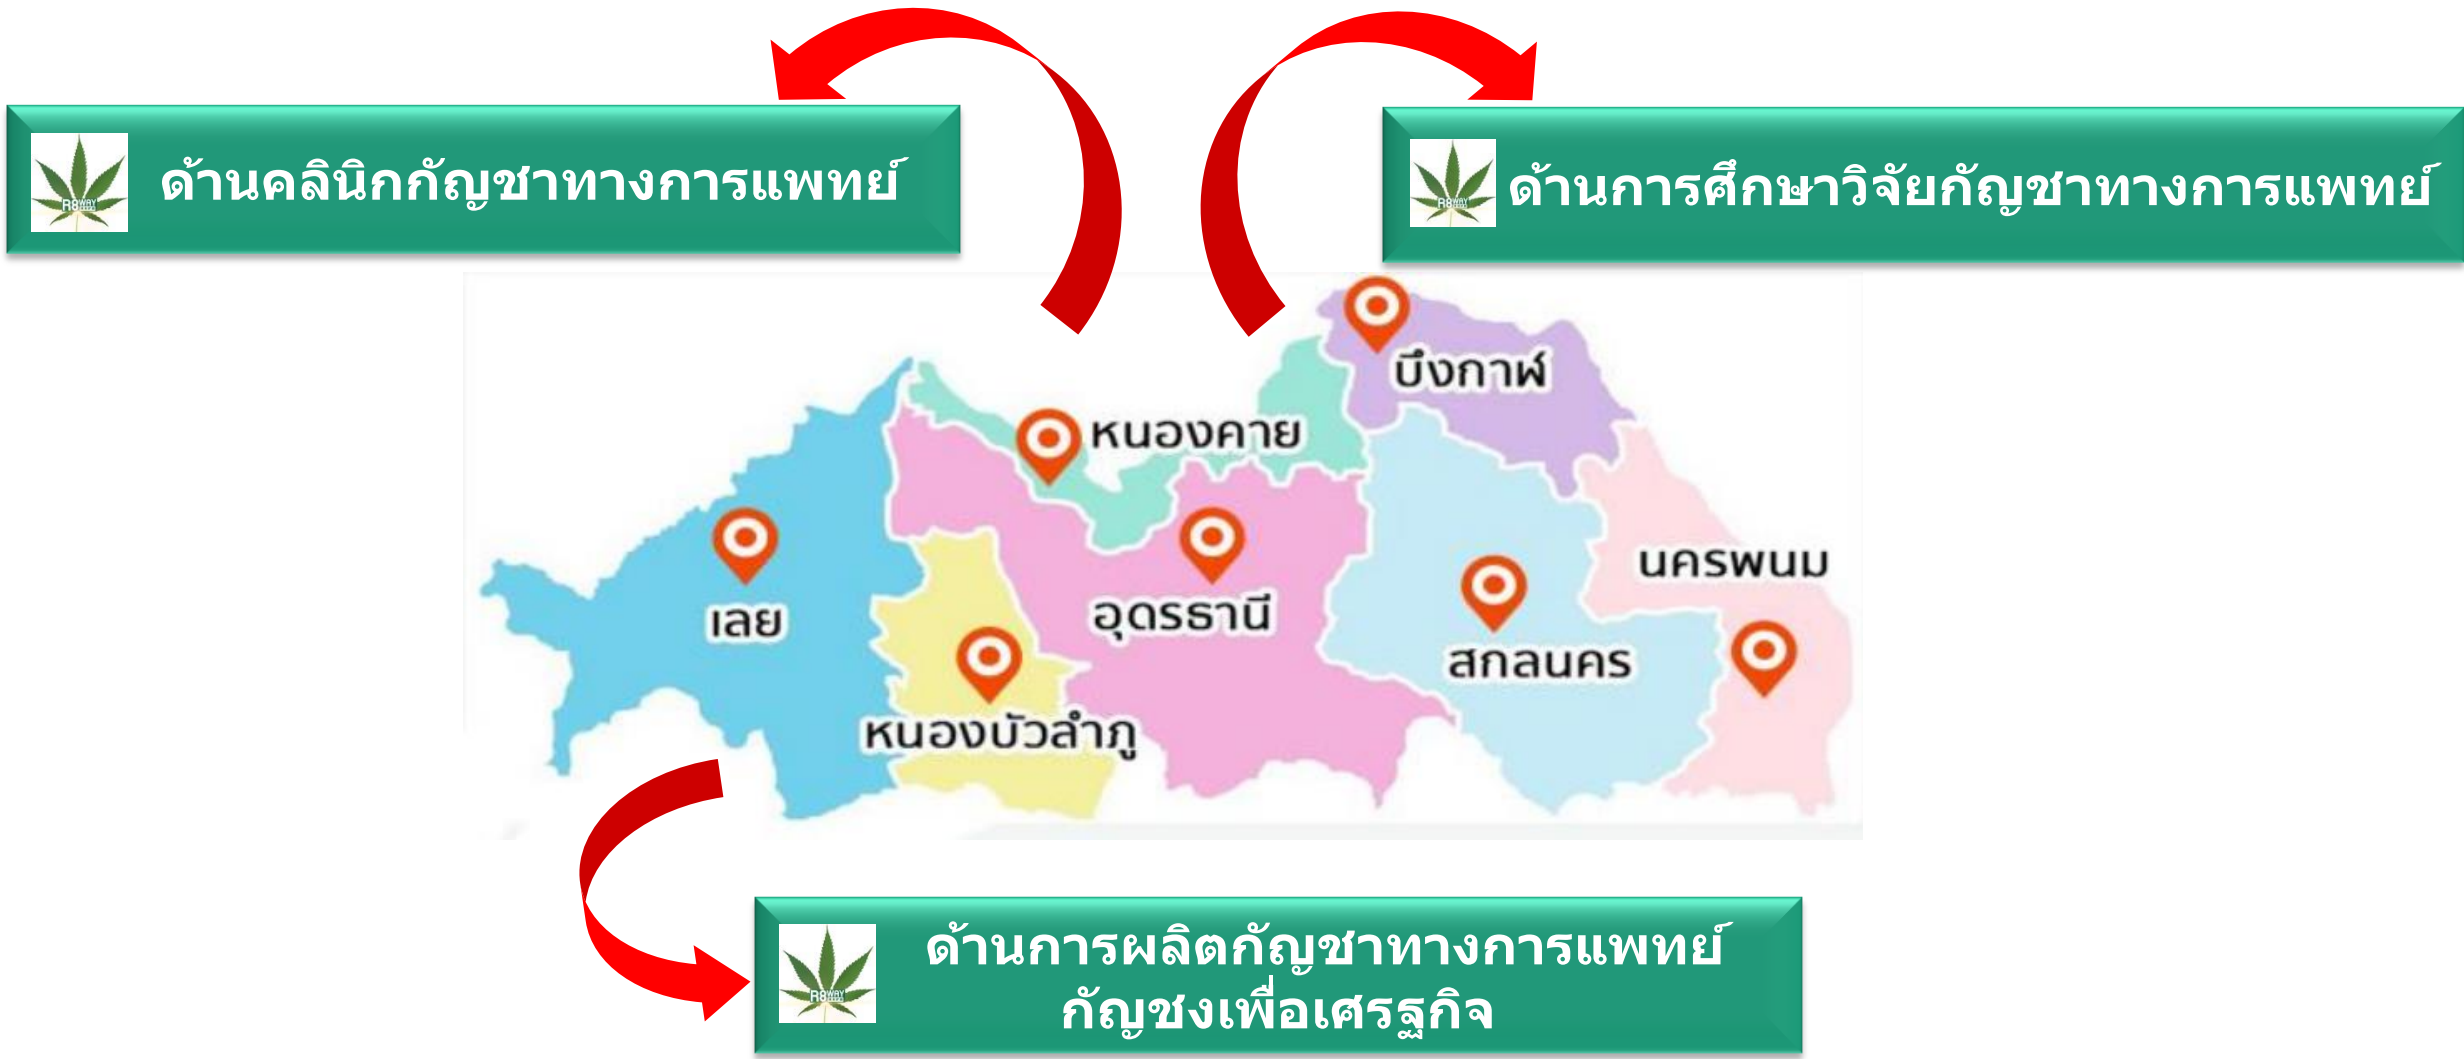 ด้านคลินิกกัญชาทางการแพทย์
ด้านการศึกษาวิจัยกัญชาทางการแพทย์
บึงกาฬ
หนองคาย
นครพนม
เลย
อุดรธานี
สกลนคร
หนองบัวลำภู
ด้านการผลิตกัญชาทางการแพทย์
กัญชงเพื่อเศรฐกิจ